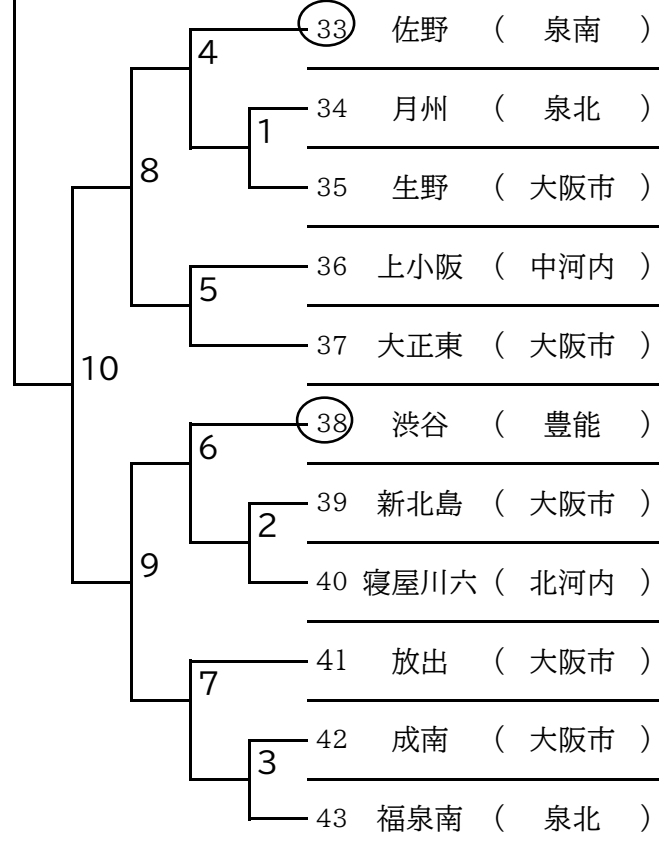 33 佐野 ( 泉南 )
4
34 月州 ( 泉北 )
1
8
35 生野 ( 大阪市 )
36 上小阪 ( 中河内 )
5
37 大正東 ( 大阪市 )
10
38 渋谷 ( 豊能 )
6
39 新北島 ( 大阪市 )
2
9
40 寝屋川六 ( 北河内 )
41 放出 ( 大阪市 )
7
42 成南 ( 大阪市 )
3
43 福泉南 ( 泉北 )